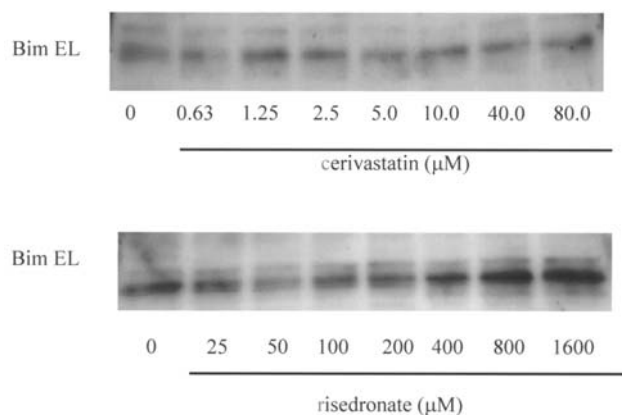 Bim EL
0 0.63 1.25 2.5 5.0 10.0 40.0 80.0
cerivastatin (μM)
Bim EL
0 25 50 100 200 400 800 1600
risedronate (μM)